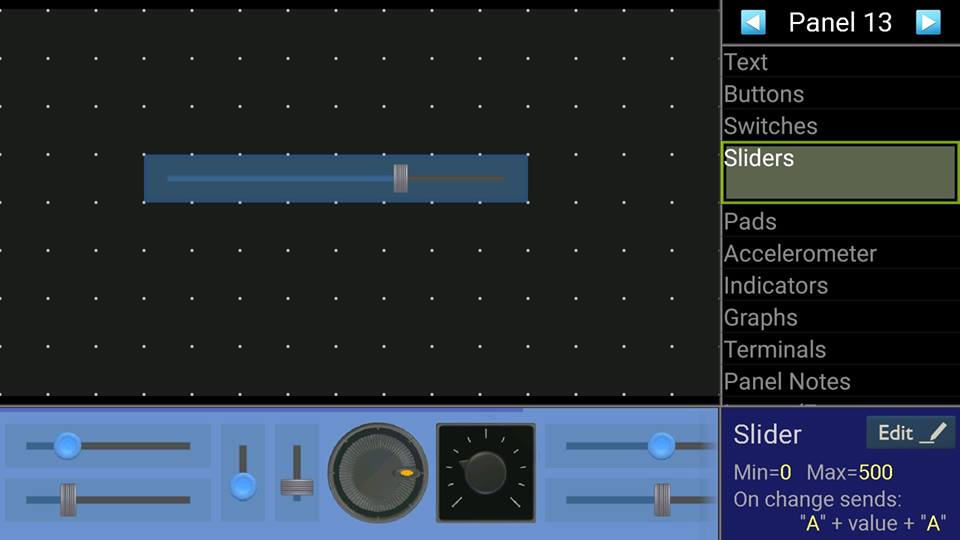 Panel 13
Text
Buttons
Switches
Sliders
Pads
Accelerometer
Indicators
Graphs
Terminals
Panel Notes
Slider
Edit
Min=0 Max=500
On change sends:
"A" + value + "A"